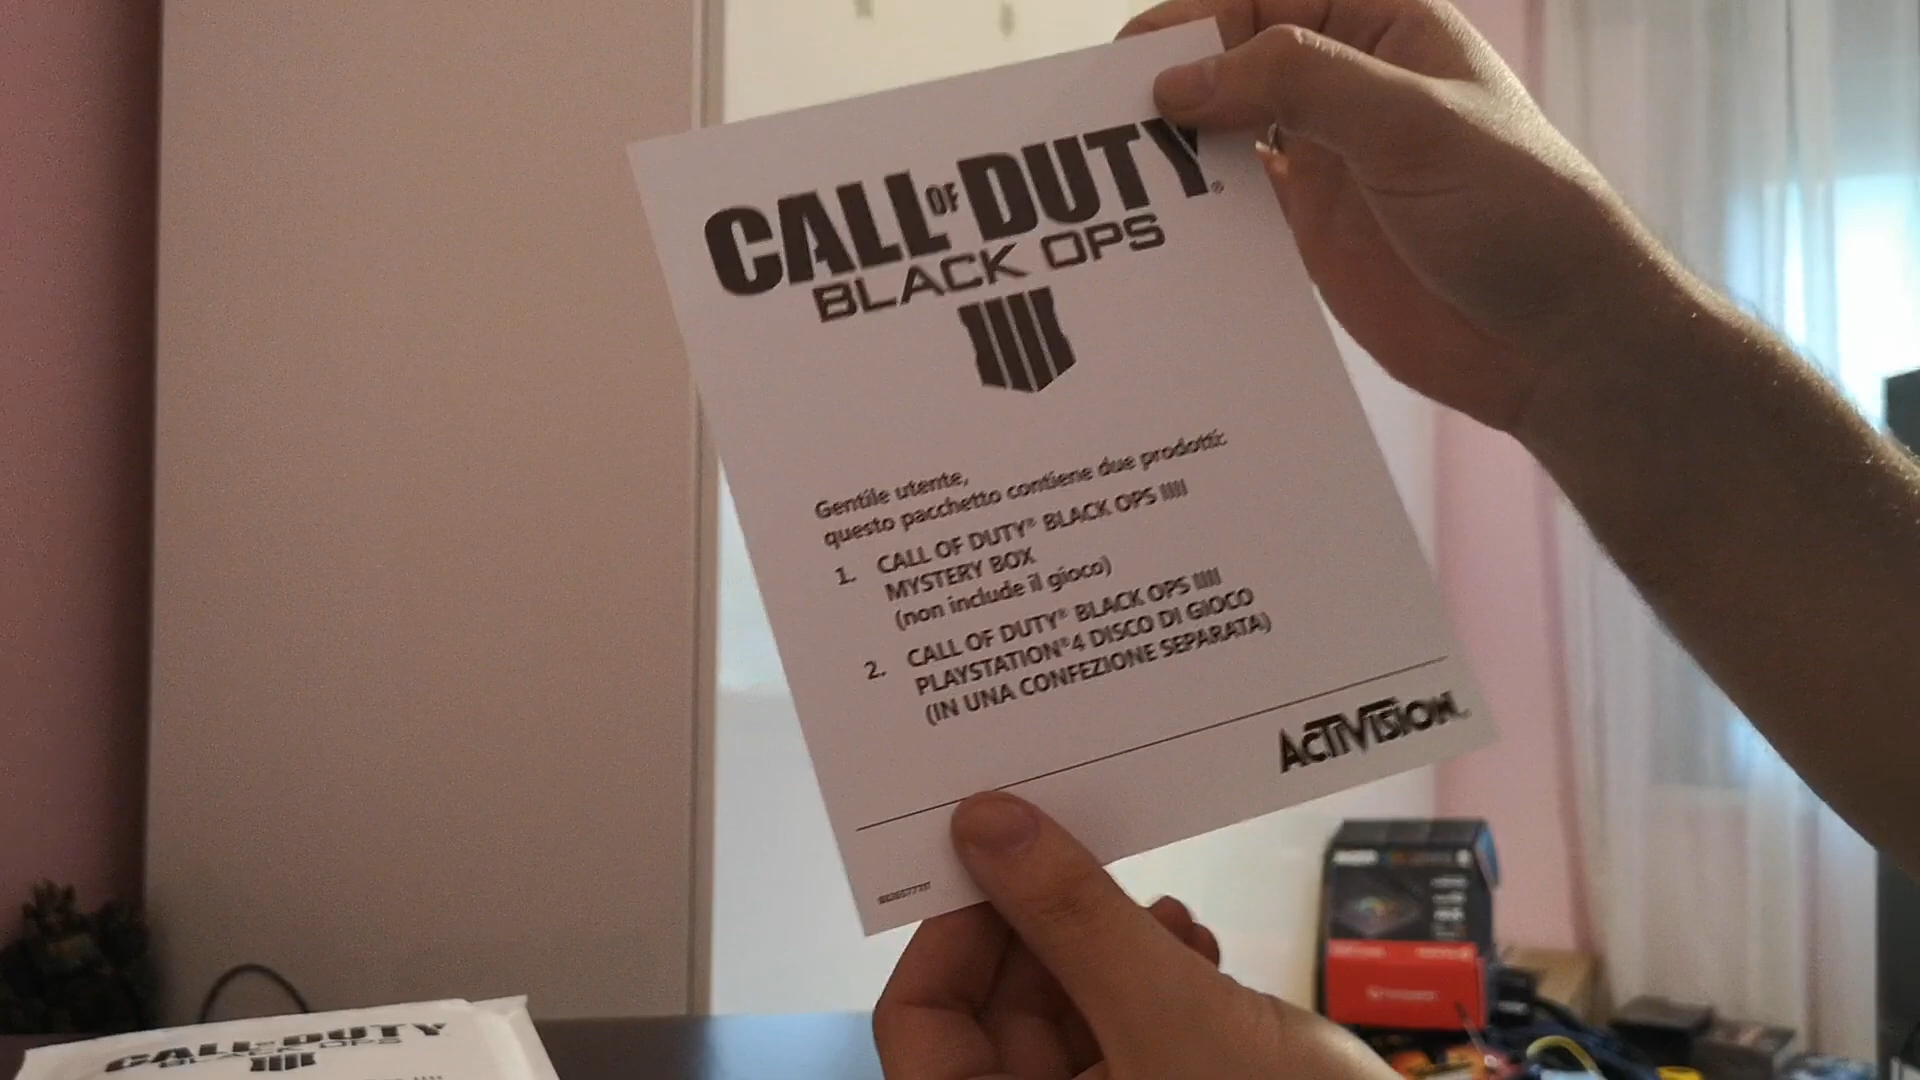 CALL OF DUTY®
BLACK OPS
IIII
Gentile utente,
questo pacchetto contiene due prodotti:
1. CALL OF DUTY® BLACK OPS IIII
MYSTERY BOX
(non include il gioco)
2. CALL OF DUTY® BLACK OPS IIII
PLAYSTATION®4 DISCO DI GIOCO
(IN UNA CONFEZIONE SEPARATA)
ACTIVISION
CALL OF DUTY
BLACK OPS
IIII